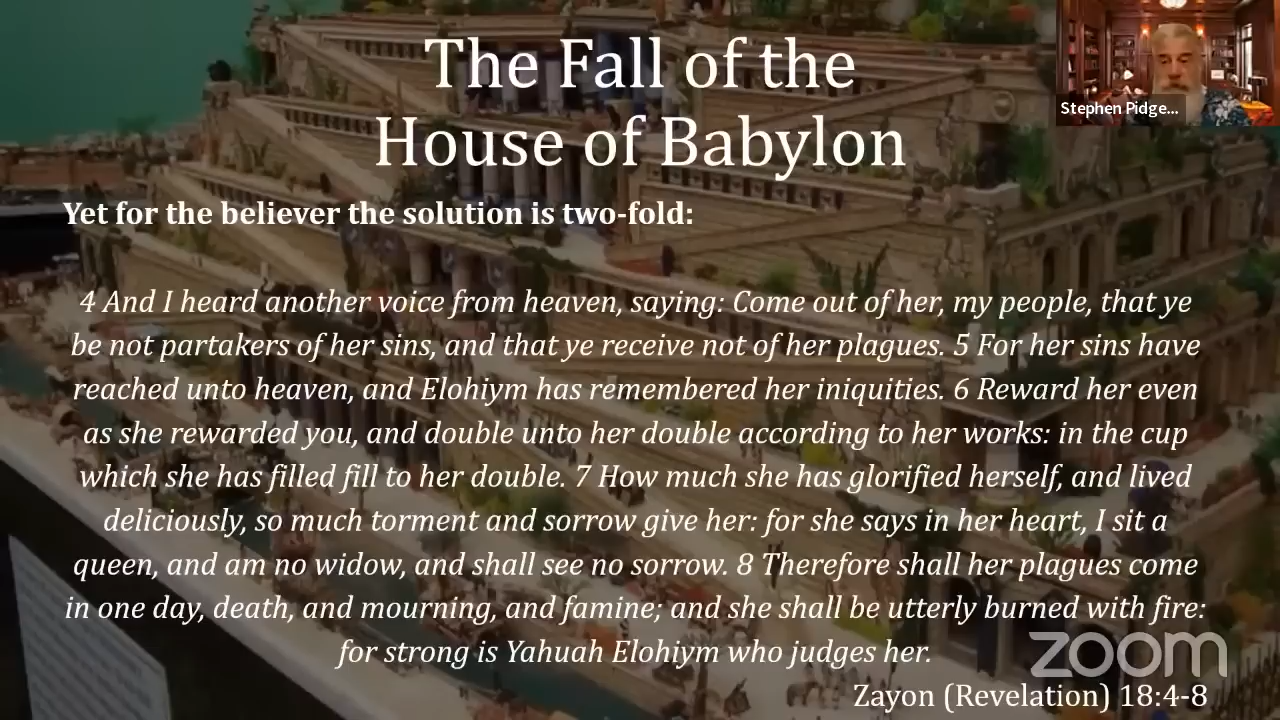 The Fall of the
House of Babylon
Stephen Pidge...
Yet for the believer the solution is two-fold:
4 And I heard another voice from heaven, saying: Come out of her, my people, that ye
be not partakers of her sins, and that ye receive not of her plagues. 5 For her sins have
reached unto heaven, and Elohiym has remembered her iniquities. 6 Reward her even
as she rewarded you, and double unto her double according to her works: in the cup
which she has filled fill to her double. 7 How much she has glorified herself, and lived
deliciously, so much torment and sorrow give her: for she says in her heart, I sit a
queen, and am no widow, and shall see no sorrow. 8 Therefore shall her plagues come
in one day, death, and mourning, and famine; and she shall be utterly burned with fire:
for strong is Yahuah Elohiym who judges her.
zoom
Zayon (Revelation) 18:4-8